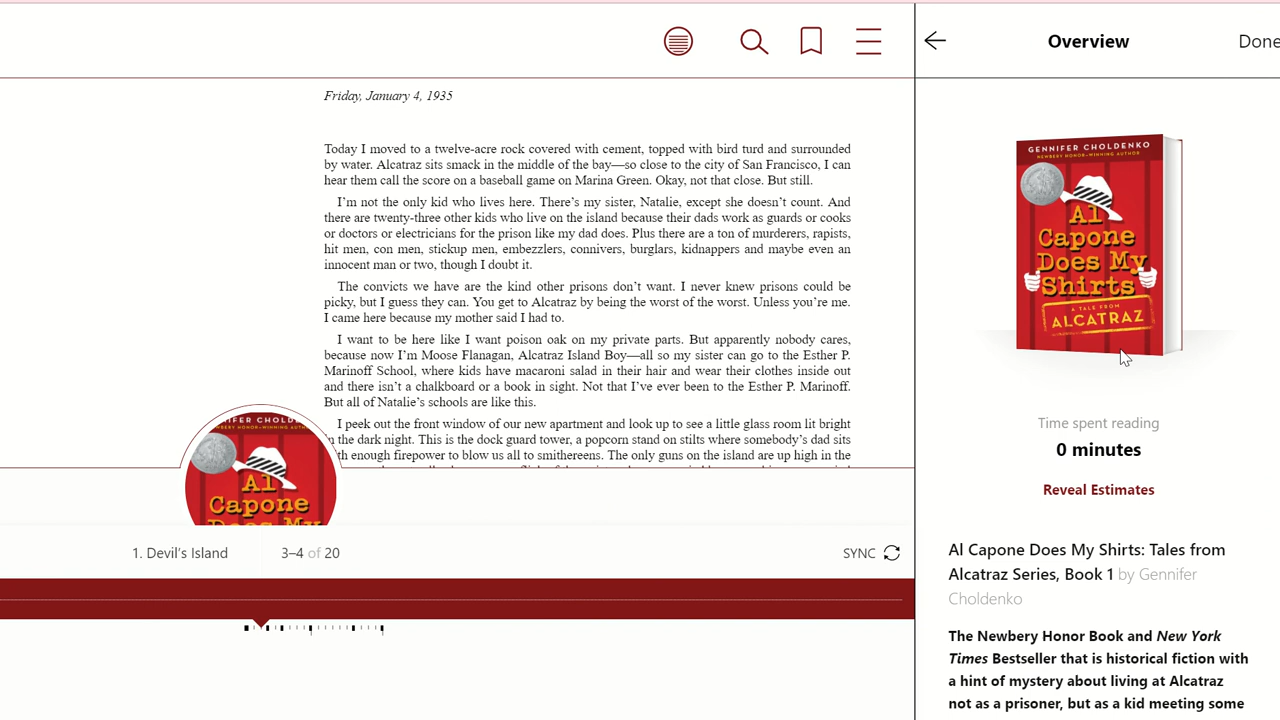 Overview
Done
Friday, January 4, 1935
Today I moved to a twelve-acre rock covered with cement, topped with bird turd and surrounded
by water. Alcatraz sits smack in the middle of the bay—so close to the city of San Francisco, I can
hear them call the score on a baseball game on Marina Green. Okay, not that close. But still.
I'm not the only kid who lives here. There's my sister, Natalie, except she doesn't count. And
there are twenty-three other kids who live on the island because their dads work as guards or cooks
or doctors or electricians for the prison like my dad does. Plus there are a ton of murderers, rapists,
hit men, con men, stickup men, embezzlers, connivers, burglars, kidnappers and maybe even an
innocent man or two, though I doubt it.
The convicts we have are the kind other prisons don't want. I never knew prisons could be
picky, but I guess they can. You get to Alcatraz by being the worst of the worst. Unless you're me.
I came here because my mother said I had to.
I want to be here like I want poison oak on my private parts. But apparently nobody cares,
because now I'm Moose Flanagan, Alcatraz Island Boy—all so my sister can go to the Esther P.
Marinoff School, where kids have macaroni salad in their hair and wear their clothes inside out
and there isn't a chalkboard or a book in sight. Not that I've ever been to the Esther P. Marinoff.
But all of Natalie's schools are like this.
I peek out the front window of our new apartment and look up to see a little glass room lit bright
in the dark night. This is the dock guard tower, a popcorn stand on stilts where somebody's dad sits
enough firepower to blow us all to smithereens. The only guns on the island are up high in the
Al
Capone
Does My
1. Devil's Island
3–4 of 20
SYNC
GENNIFER CHOLDENKO
NEWBERY HONOR-WINNING AUTHOR
Al
Capone
Does My
Shirts
A TALE FROM
ALCATRAZ
Time spent reading
0 minutes
Reveal Estimates
Al Capone Does My Shirts: Tales from
Alcatraz Series, Book 1 by Gennifer
Choldenko
The Newbery Honor Book and New York
Times Bestseller that is historical fiction with
a hint of mystery about living at Alcatraz
not as a prisoner, but as a kid meeting some